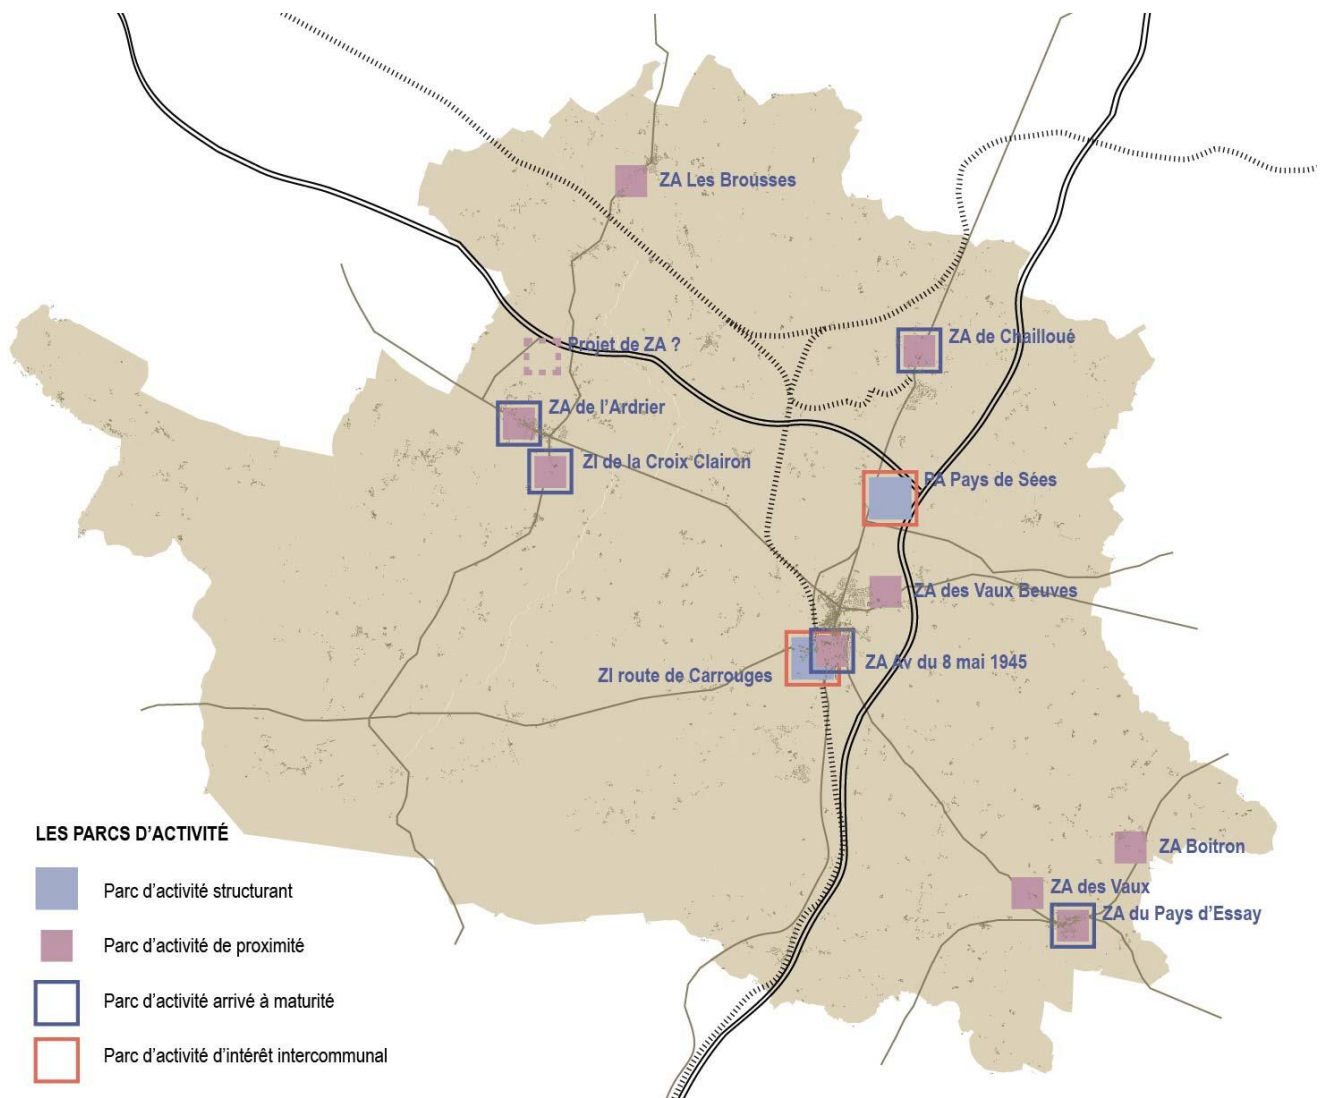 ZA Les Brousses
ZA de Chailloué
Projet de ZA ?
ZA de l'Ardrier
ZI de la Croix Clairon
PA Pays de Sées
ZA des Vaux Beuves
ZA Av du 8 mai 1945
ZI route de Carrouges
ZA Boitron
ZA des Vaux
ZA du Pays d'Essay
LES PARCS D'ACTIVITÉ
Parc d'activité structurant
Parc d'activité de proximité
Parc d'activité arrivé à maturité
Parc d'activité d'intérêt intercommunal